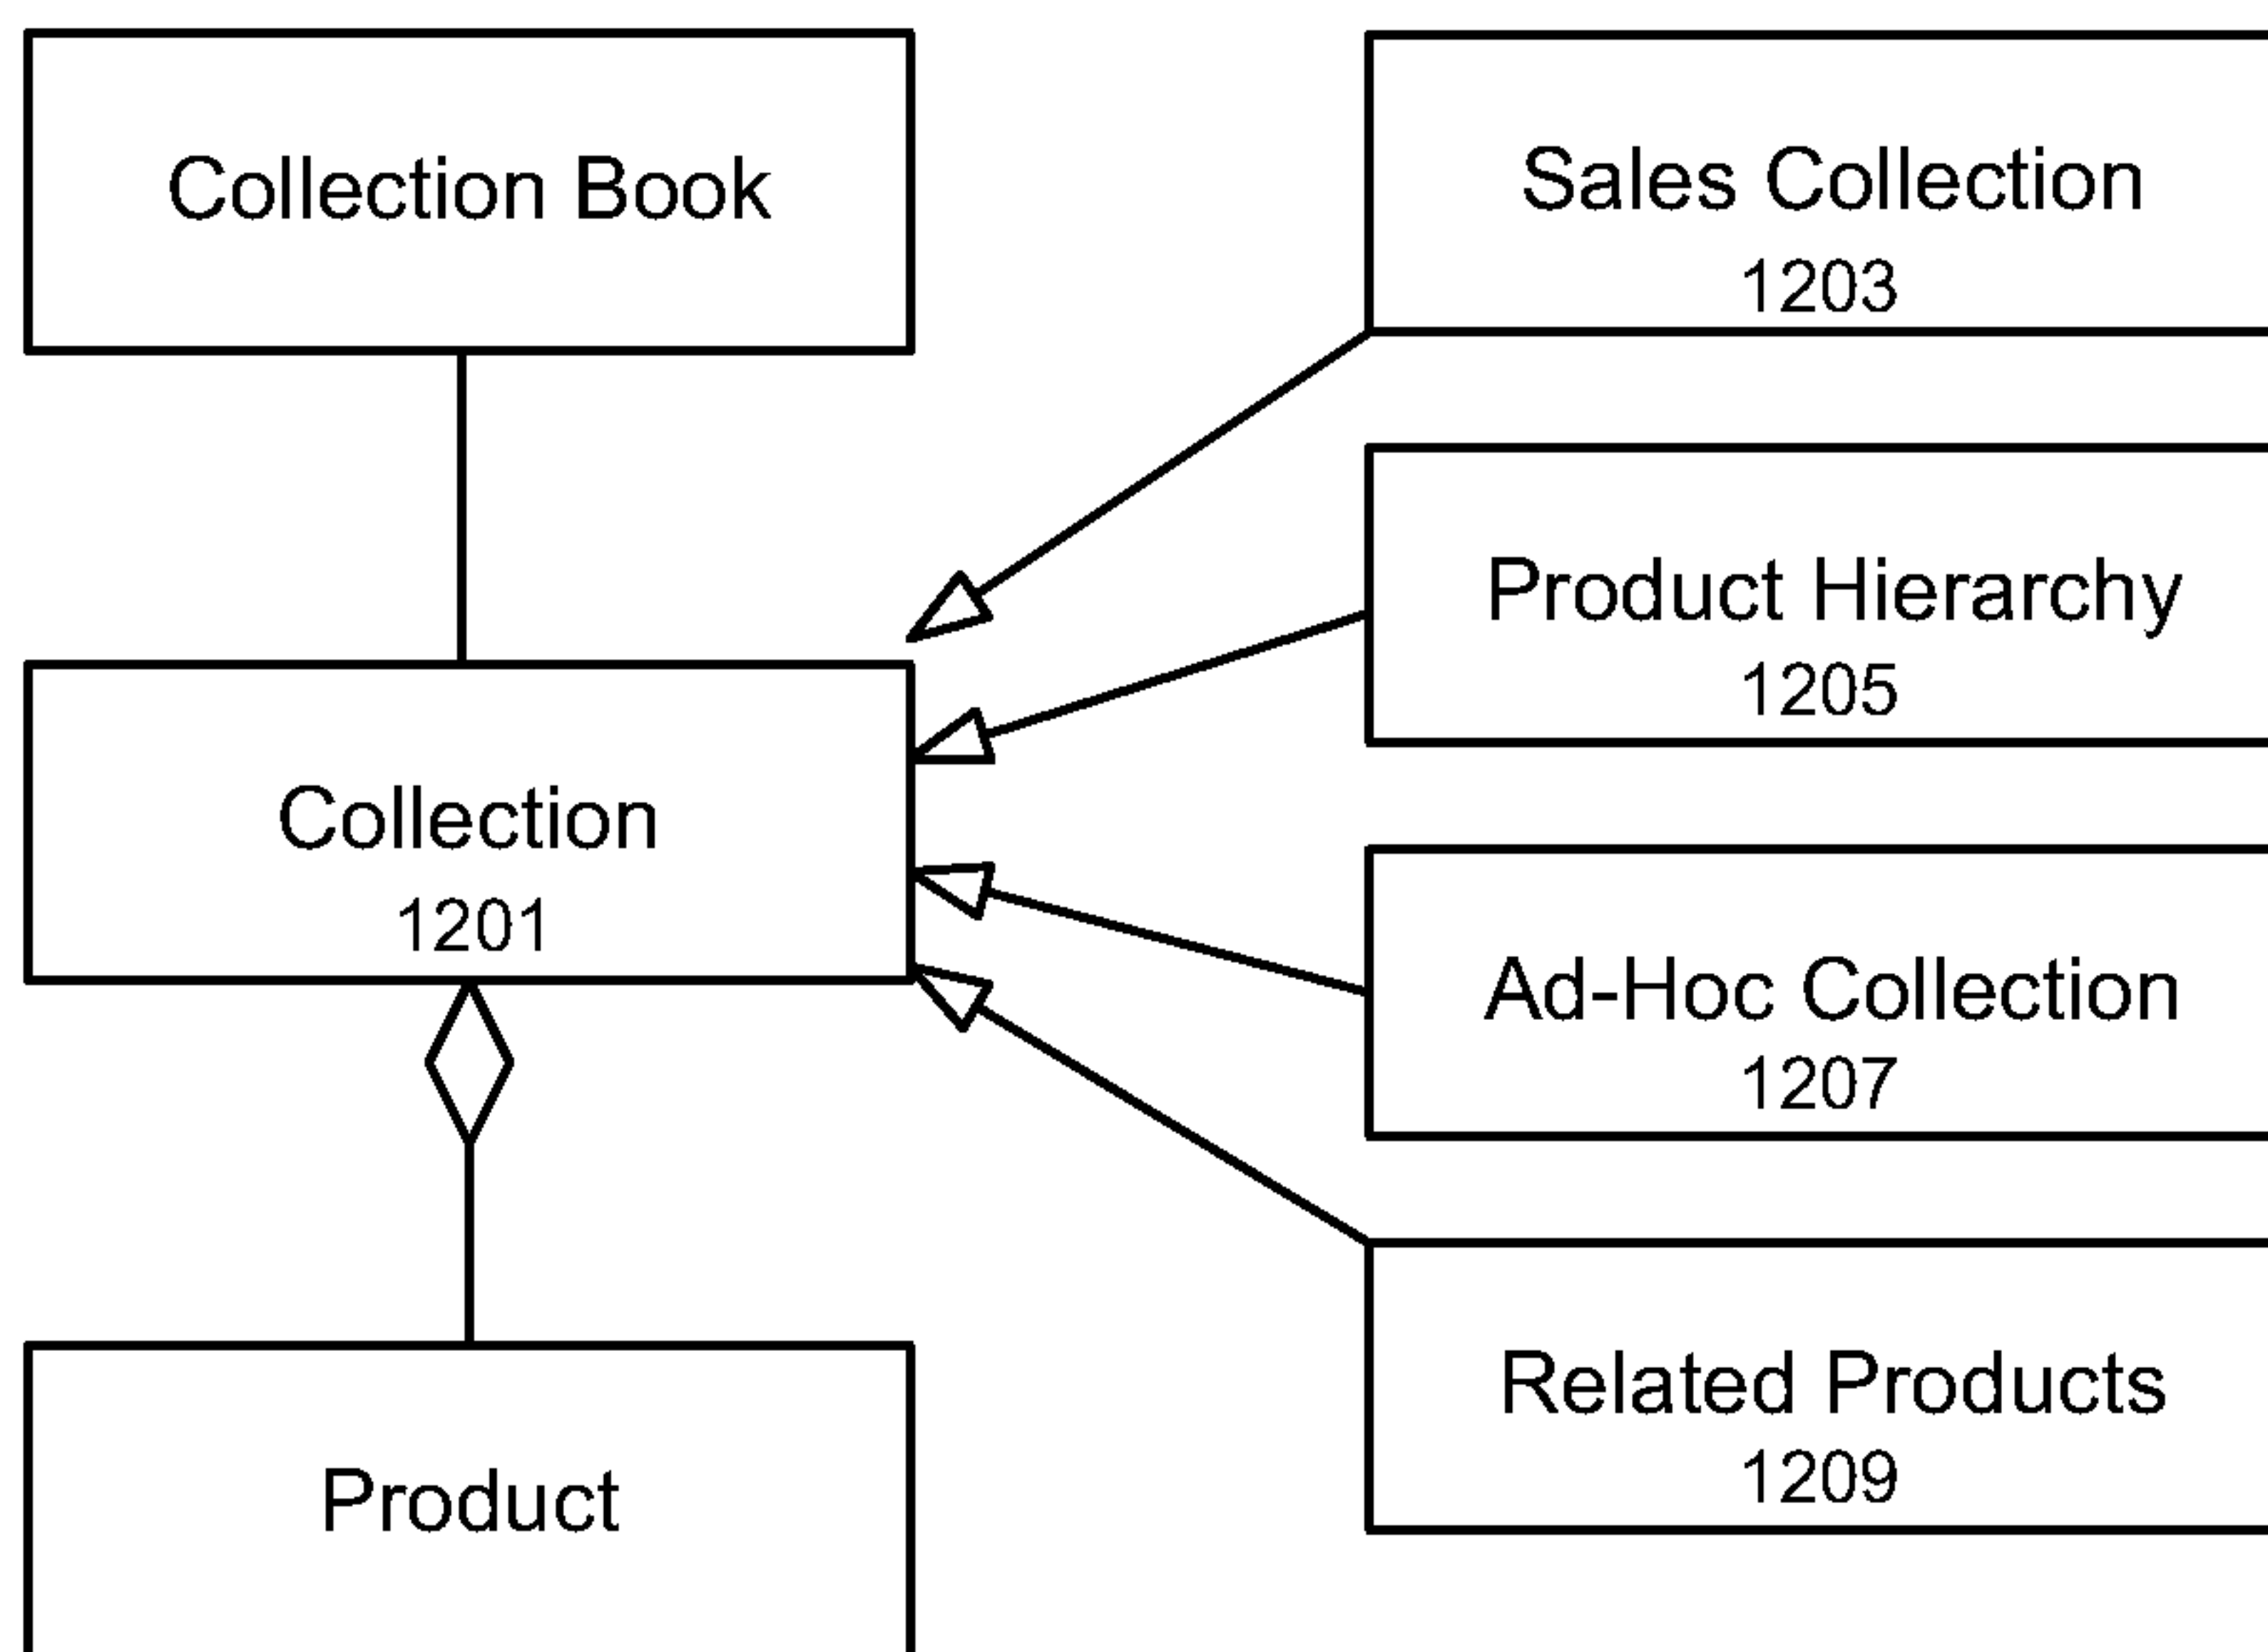 Collection Book
Collection
1201
Product
Sales Collection
1203
Product Hierarchy
1205
Ad-Hoc Collection
1207
Related Products
1209